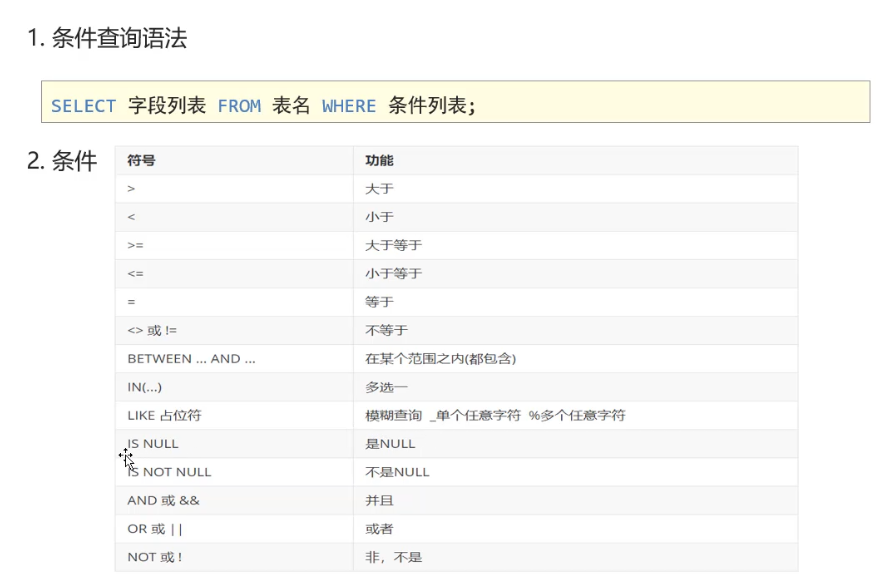 1. 条件查询语法
SELECT 字段列表 FROM 表名 WHERE 条件列表;
2. 条件
符号 功能
> 大于
< 小于
>= 大于等于
<= 小于等于
= 等于
<> 或 != 不等于
BETWEEN ... AND ... 在某个范围之内(都包含)
IN(...) 多选一
LIKE 占位符 模糊查询 _单个任意字符 %多个任意字符
IS NULL 是NULL
IS NOT NULL 不是NULL
AND 或 && 并且
OR 或 || 或者
NOT 或 ! 非，不是